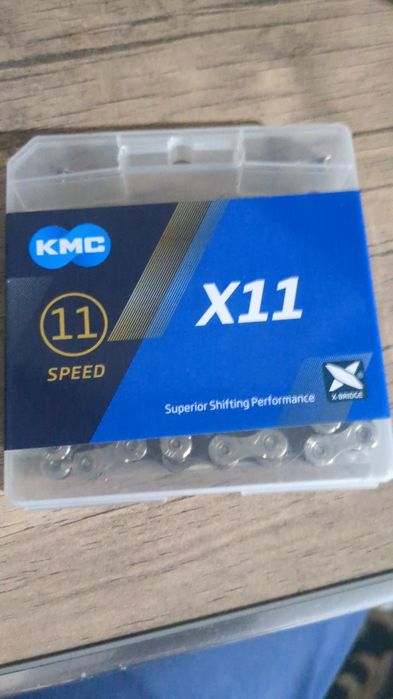 KMC
11
SPEED
X11
Superior Shifting Performance
X-BRIDGE